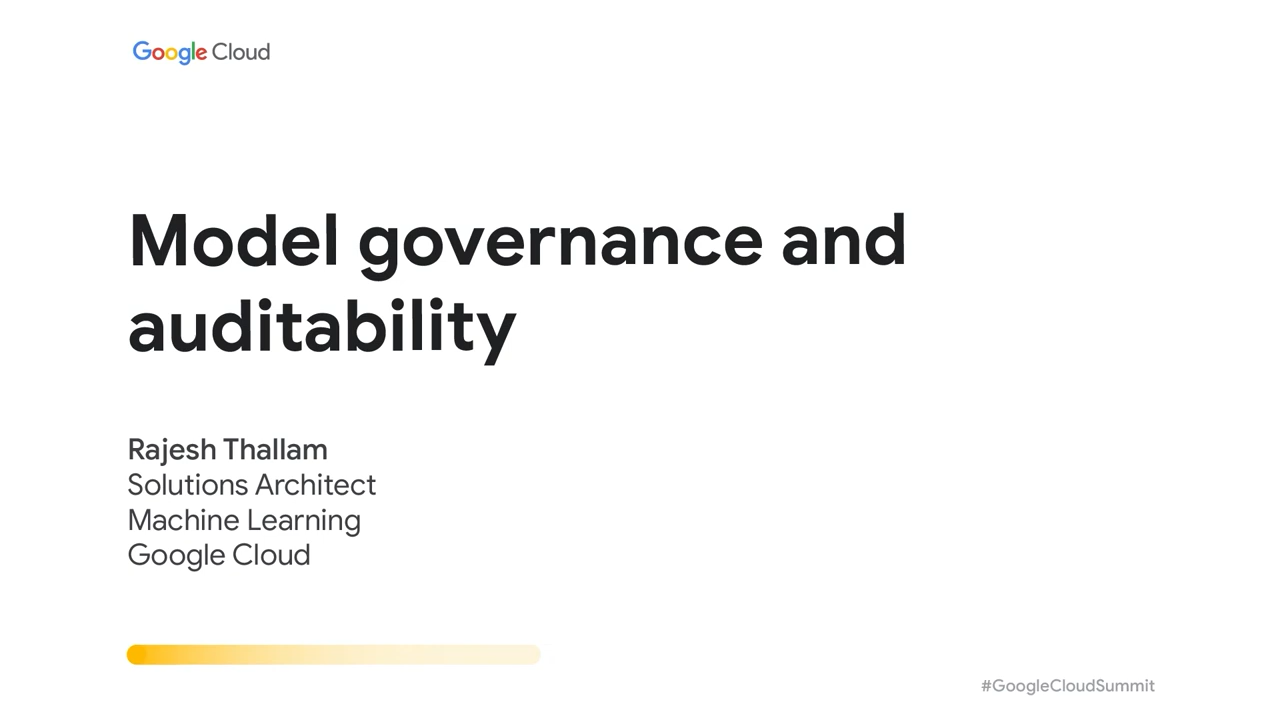 Google Cloud
Model governance and
auditability
Rajesh Thallam
Solutions Architect
Machine Learning
Google Cloud
#GoogleCloudSummit